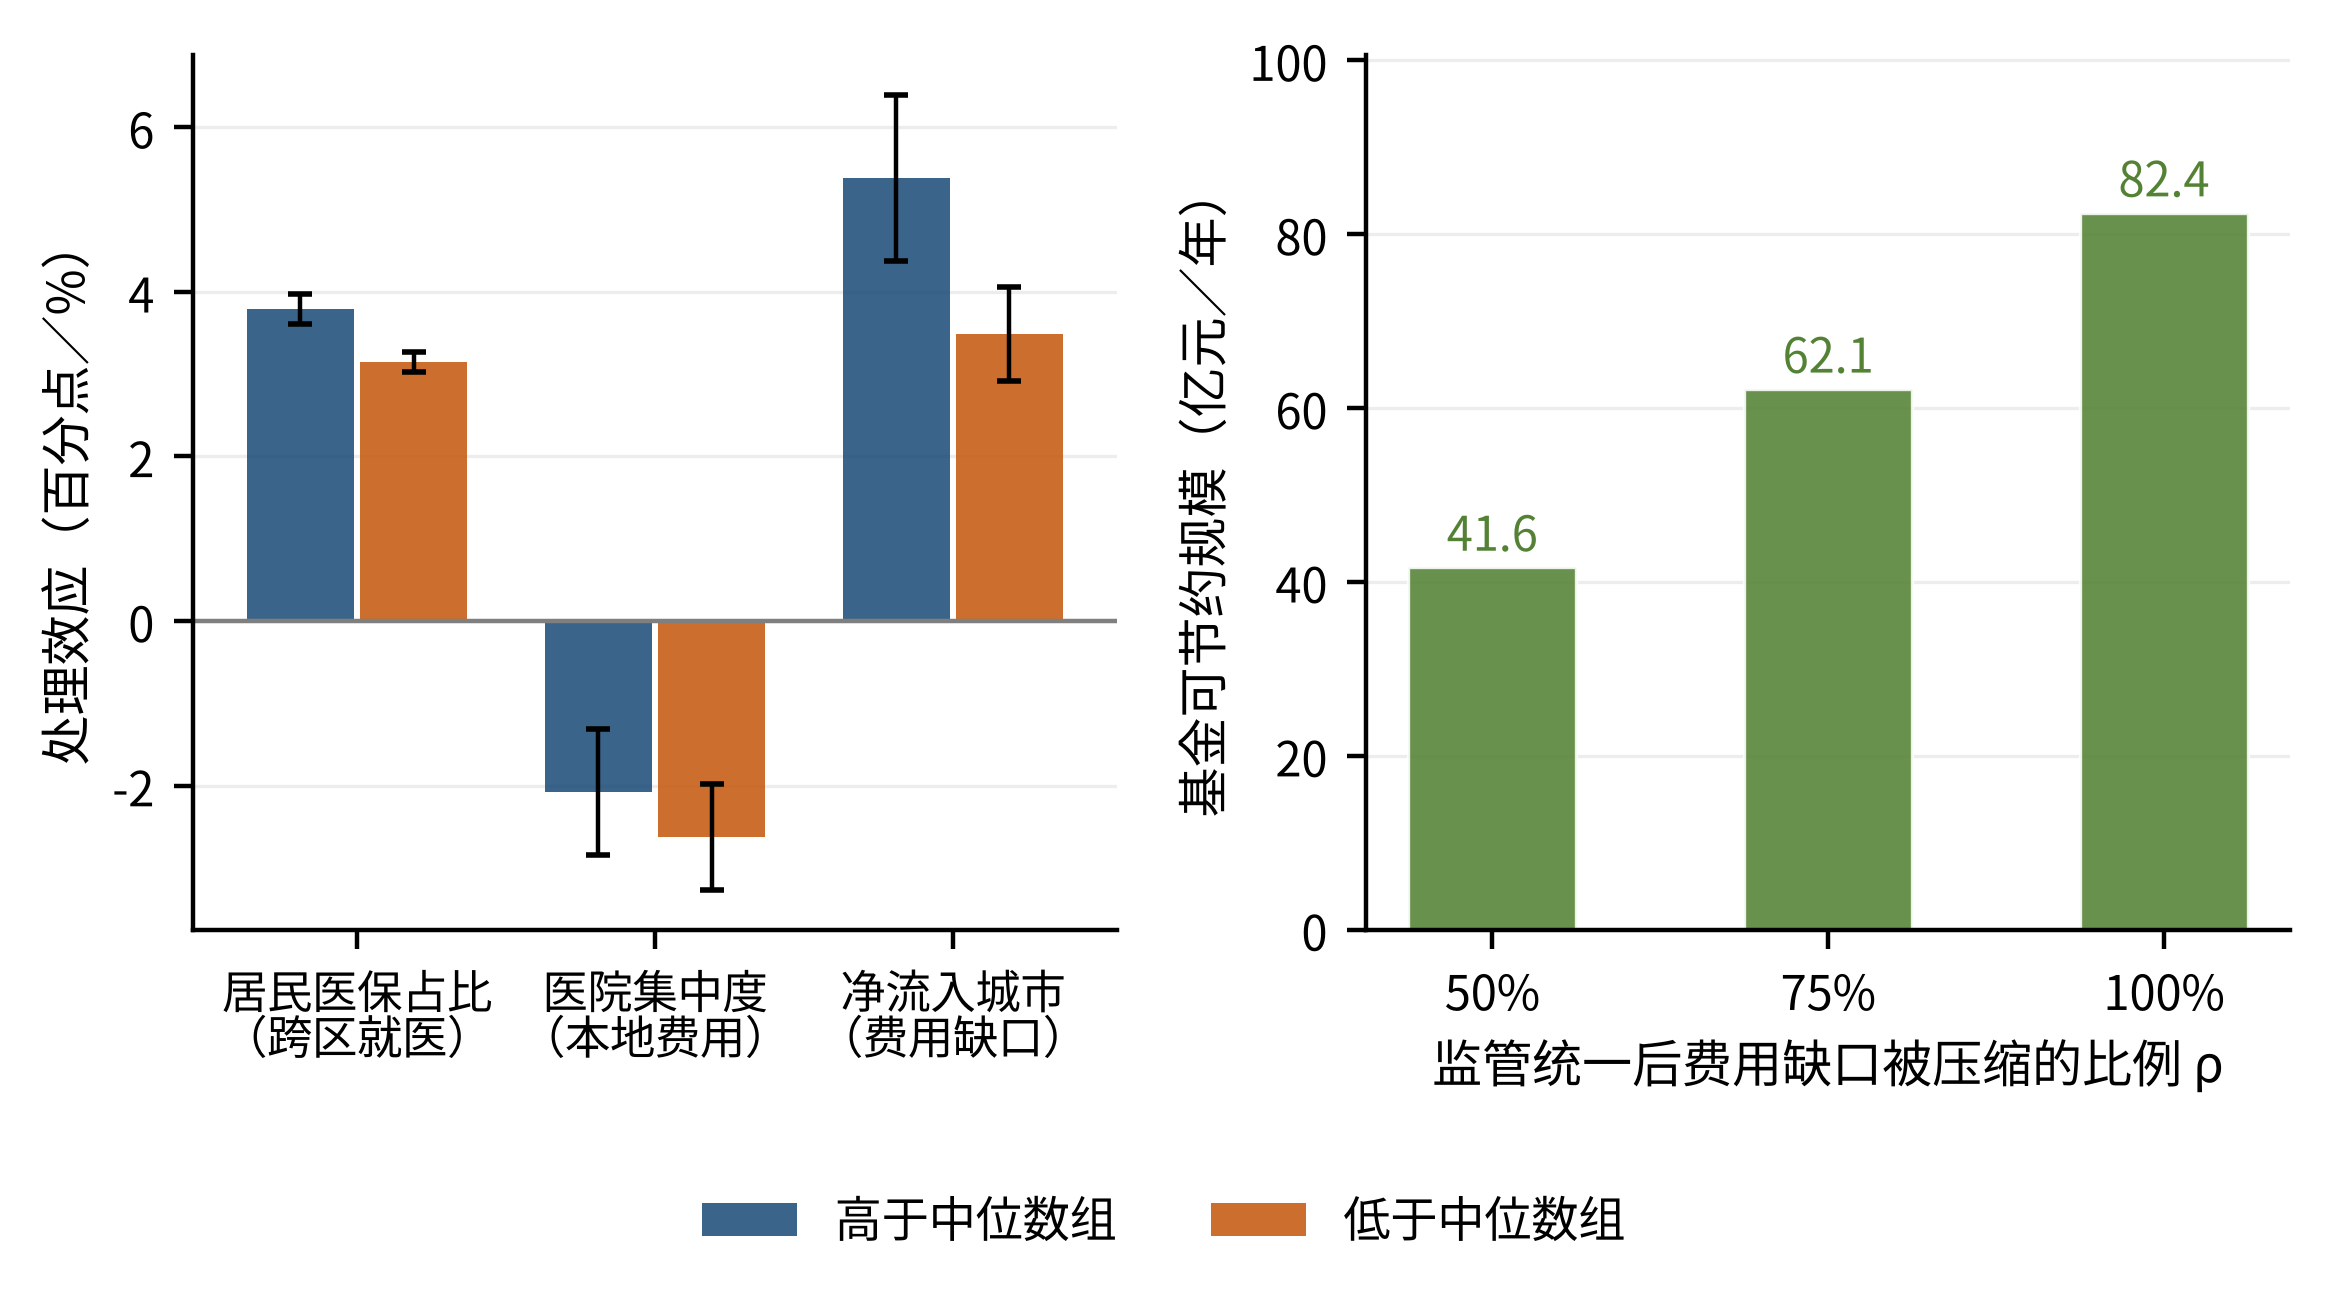 处理效应（百分点／%）
6
4
2
0
-2
居民医保占比
（跨区就医）
医院集中度
（本地费用）
净流入城市
（费用缺口）
基金可节约规模（亿元／年）
100
80
60
40
20
0
41.6
62.1
82.4
50%
75%
100%
监管统一后费用缺口被压缩的比例 ρ
高于中位数组
低于中位数组